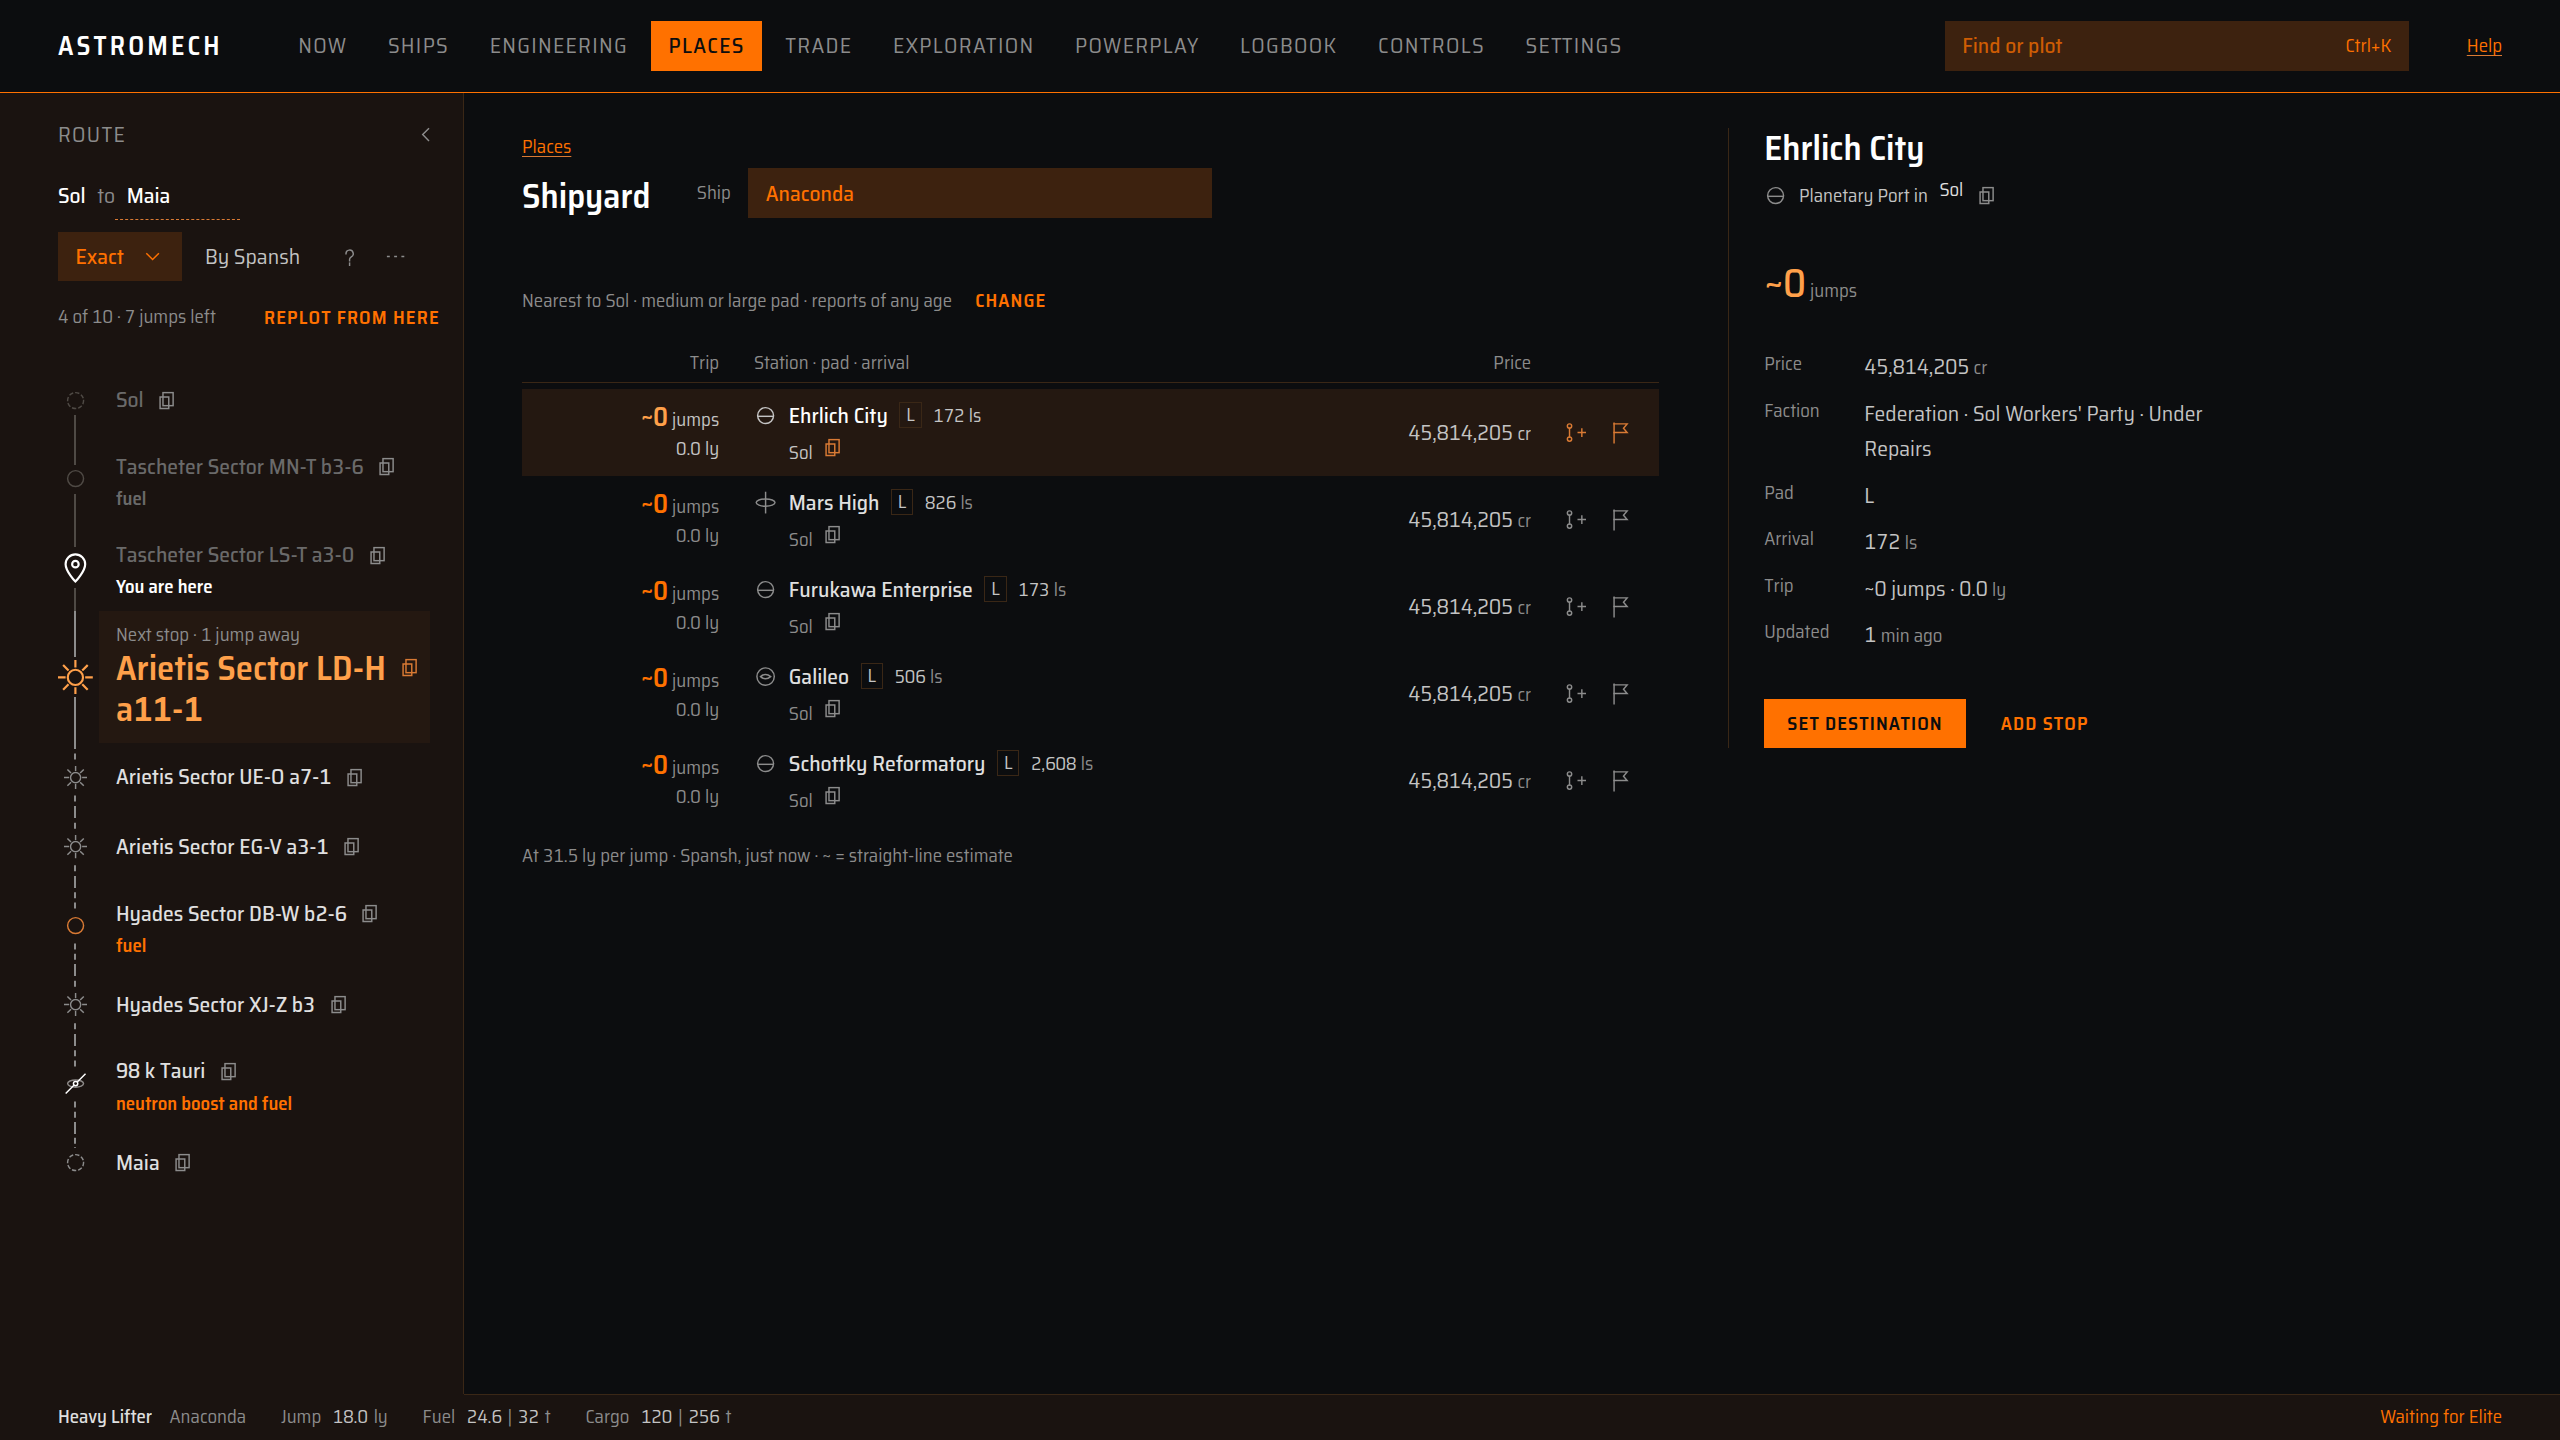 ASTROMECH NOW SHIPS ENGINEERING PLACES TRADE EXPLORATION POWERPLAY LOGBOOK CONTROLS SETTINGS Find or plot Ctrl+K Help
ROUTE
Sol to Maia
Exact By Spansh ? ···
4 of 10 · 7 jumps left REPLOT FROM HERE
Sol
Tascheter Sector MN-T b3-6
fuel
Tascheter Sector LS-T a3-0
You are here
Next stop · 1 jump away
Arietis Sector LD-H
a11-1
Arietis Sector UE-O a7-1
Arietis Sector EG-V a3-1
Hyades Sector DB-W b2-6
fuel
Hyades Sector XJ-Z b3
98 k Tauri
neutron boost and fuel
Maia
Places
Shipyard Ship Anaconda
Nearest to Sol · medium or large pad · reports of any age CHANGE
Trip Station · pad · arrival Price
~0 jumps Ehrlich City L 172 ls 45,814,205 cr
0.0 ly Sol
~0 jumps Mars High L 826 ls 45,814,205 cr
0.0 ly Sol
~0 jumps Furukawa Enterprise L 173 ls 45,814,205 cr
0.0 ly Sol
~0 jumps Galileo L 506 ls 45,814,205 cr
0.0 ly Sol
~0 jumps Schottky Reformatory L 2,608 ls 45,814,205 cr
0.0 ly Sol
At 31.5 ly per jump · Spansh, just now · ~ = straight-line estimate
Ehrlich City
Planetary Port in Sol
~0 jumps
Price 45,814,205 cr
Faction Federation · Sol Workers' Party · Under
Repairs
Pad L
Arrival 172 ls
Trip ~0 jumps · 0.0 ly
Updated 1 min ago
SET DESTINATION ADD STOP
Heavy Lifter Anaconda Jump 18.0 ly Fuel 24.6 | 32 t Cargo 120 | 256 t Waiting for Elite